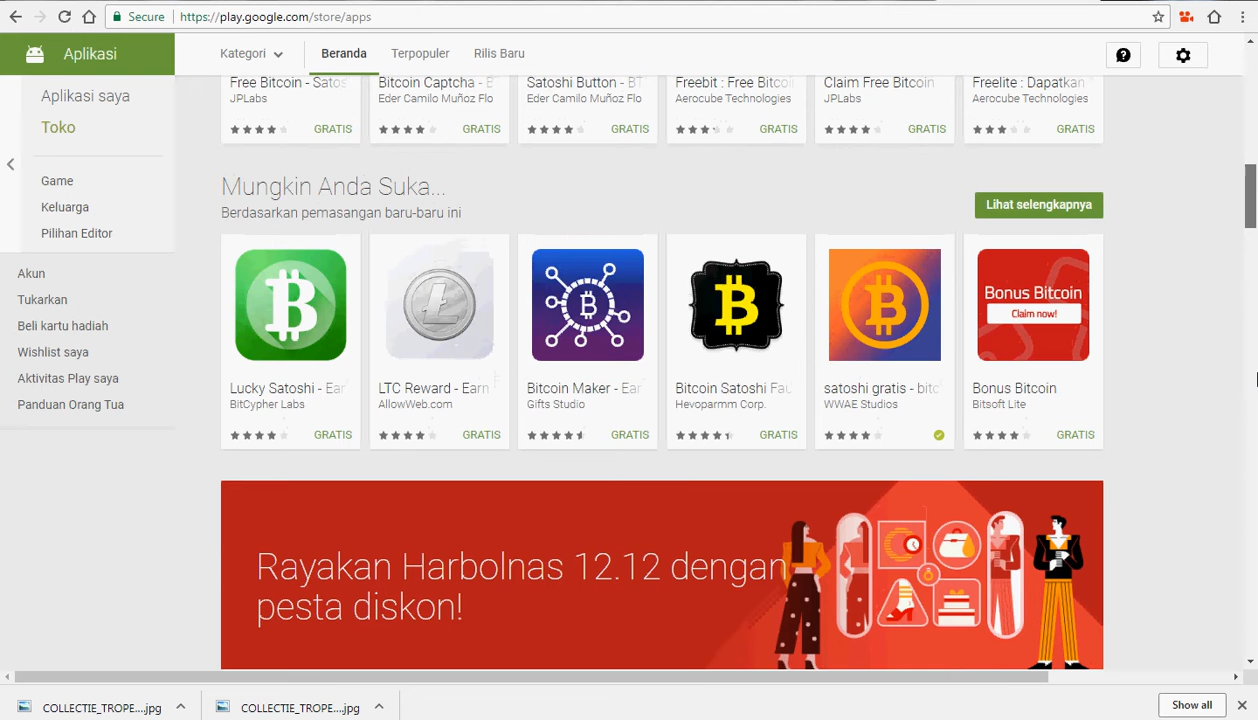 Secure https://play.google.com/store/apps
Aplikasi Kategori Beranda Terpopuler Rilis Baru
Aplikasi saya
Toko
Game
Keluarga
Pilihan Editor
Akun
Tukarkan
Beli kartu hadiah
Wishlist saya
Aktivitas Play saya
Panduan Orang Tua
Free Bitcoin - Satos Bitcoin Captcha - B Satoshi Button - BT Freebit : Free Bitcoi Claim Free Bitcoin Freelite : Dapatkan
JPLabs Eder Camilo Muñoz Flo Eder Camilo Muñoz Flo Aerocube Technologies JPLabs Aerocube Technologies
GRATIS GRATIS GRATIS GRATIS GRATIS GRATIS
Mungkin Anda Suka...
Berdasarkan pemasangan baru-baru ini
Lihat selengkapnya
Bonus Bitcoin
Claim now!
Lucky Satoshi - Ear LTC Reward - Earn Bitcoin Maker - Ear Bitcoin Satoshi Fau satoshi gratis - bitc Bonus Bitcoin
BitCypher Labs AllowWeb.com Gifts Studio Hevoparmm Corp. WWAE Studios Bitsoft Lite
GRATIS GRATIS GRATIS GRATIS GRATIS
Rayakan Harbolnas 12.12 dengan
pesta diskon!
COLLECTIE_TROPE....jpg COLLECTIE_TROPE....jpg Show all